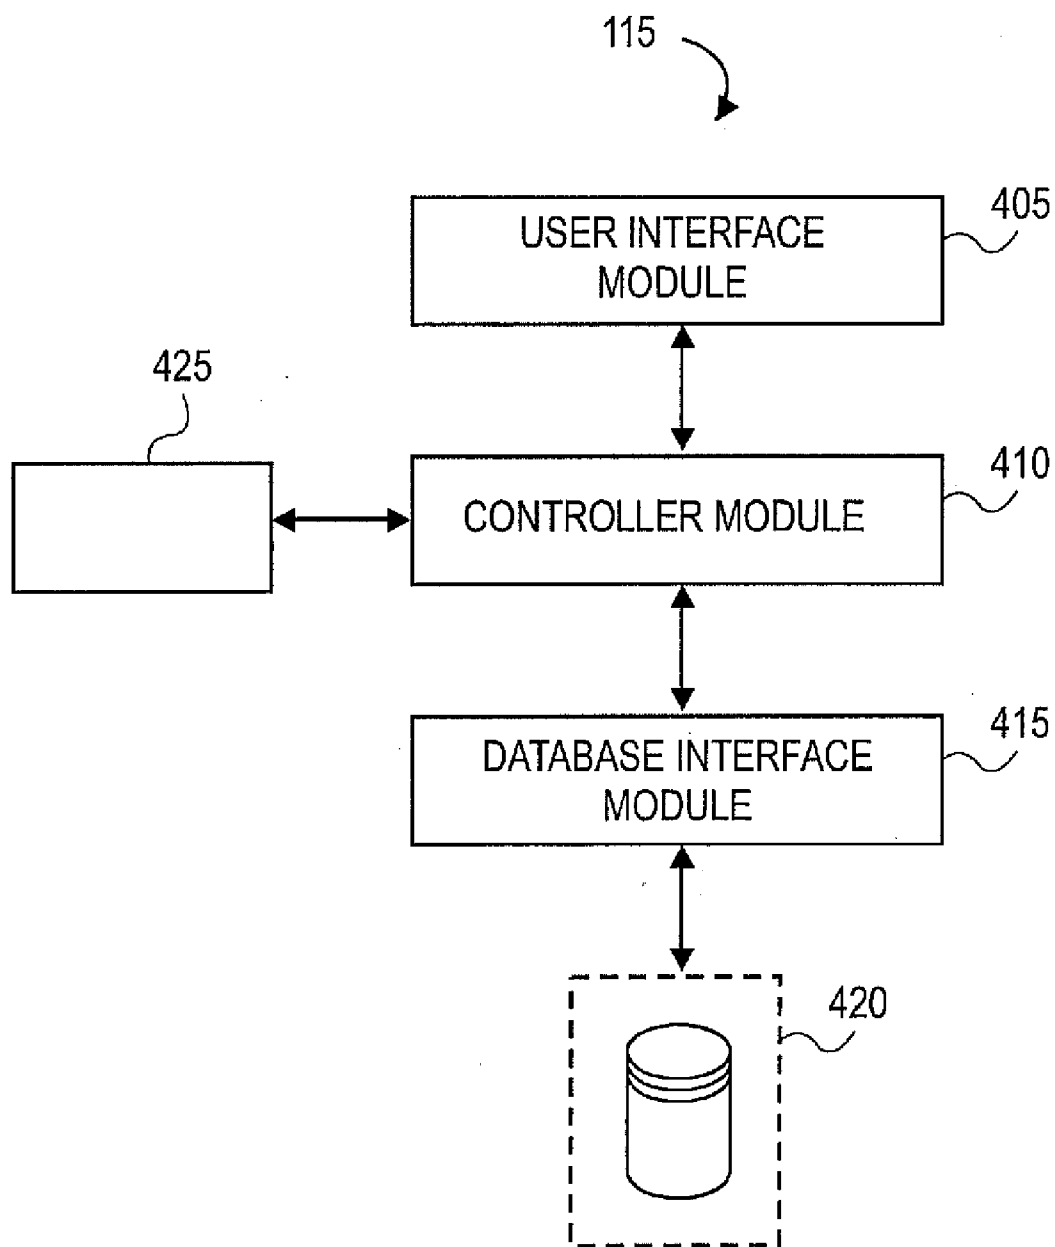 115
405
USER INTERFACE
MODULE
425
410
CONTROLLER MODULE
415
DATABASE INTERFACE
MODULE
420